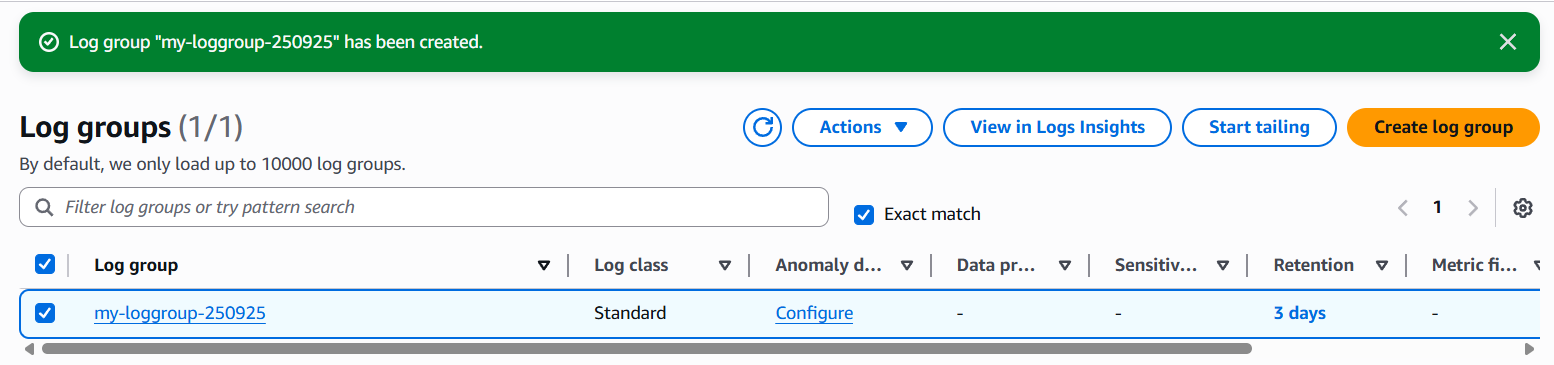 Log group "my-loggroup-250925" has been created.
Log groups (1/1)
Actions
View in Logs Insights
Start tailing
Create log group
By default, we only load up to 10000 log groups.
Filter log groups or try pattern search
Exact match
1
Log group
Log class
Anomaly d...
Data pr...
Sensitiv...
Retention
Metric fi...
my-loggroup-250925
Standard
Configure
-
-
3 days
-